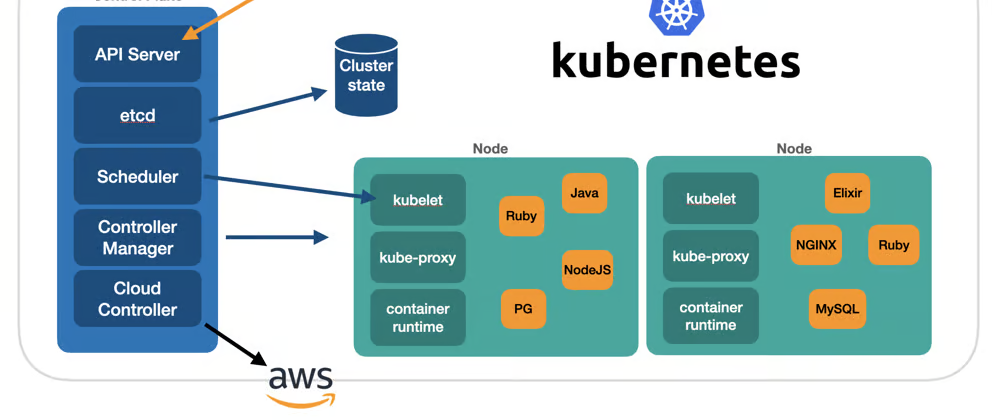 API Server
etcd
Scheduler
Controller
Manager
Cloud
Controller
Cluster
state
kubernetes
Node
kubelet
kube-proxy
container
runtime
Java
Ruby
NodeJS
PG
Node
kubelet
kube-proxy
container
runtime
Elixir
NGINX
Ruby
MySQL
aws